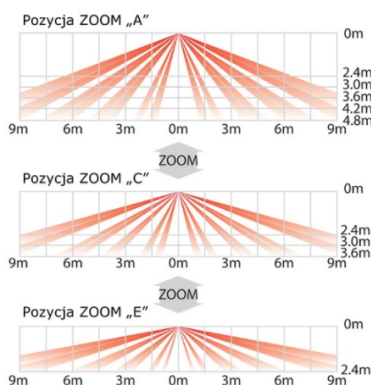 Pozycja ZOOM „A”
0m
2.4m
3.0m
3.6m
4.2m
4.8m
9m 6m 3m 0m 3m 6m 9m
ZOOM
Pozycja ZOOM „C”
0m
2.4m
3.0m
3.6m
9m 6m 3m 0m 3m 6m 9m
ZOOM
Pozycja ZOOM „E”
0m
2.4m
9m 6m 3m 0m 3m 6m 9m